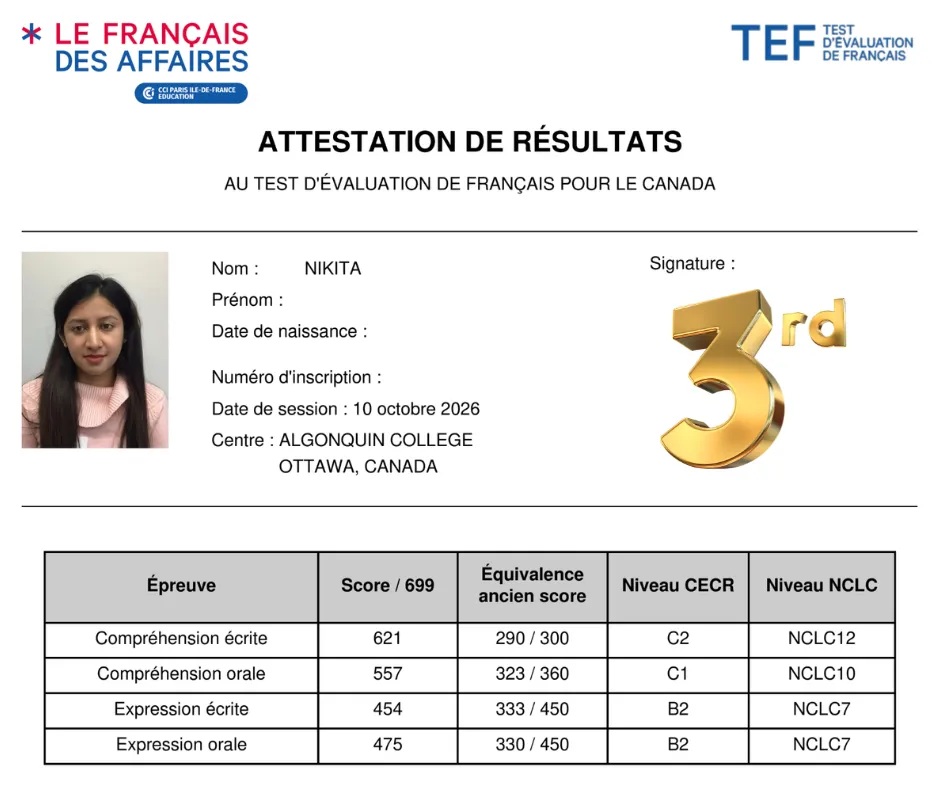 LE FRANÇAIS
DES AFFAIRES
CCI PARIS ILE-DE-FRANCE
EDUCATION
TEF TEST
D'ÉVALUATION
DE FRANÇAIS
ATTESTATION DE RÉSULTATS
AU TEST D'ÉVALUATION DE FRANÇAIS POUR LE CANADA
Nom : NIKITA
Prénom :
Date de naissance :
Numéro d'inscription :
Date de session : 10 octobre 2026
Centre : ALGONQUIN COLLEGE
OTTAWA, CANADA
Signature :
3rd
Épreuve Score / 699 Équivalence ancien score Niveau CECR Niveau NCLC
Compréhension écrite 621 290 / 300 C2 NCLC12
Compréhension orale 557 323 / 360 C1 NCLC10
Expression écrite 454 333 / 450 B2 NCLC7
Expression orale 475 330 / 450 B2 NCLC7